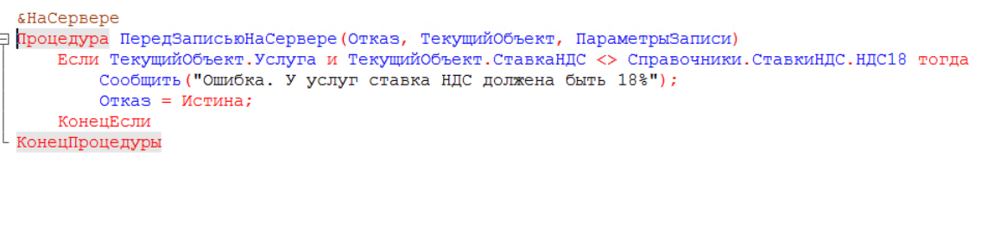 &НаСервере
Процедура ПередЗаписьюНаСервере(Отказ, ТекущийОбъект, ПараметрыЗаписи)
Если ТекущийОбъект.Услуга и ТекущийОбъект.СтавкаНДС <> Справочники.СтавкиНДС.НДС18 тогда
Сообщить("Ошибка. У услуг ставка НДС должена быть 18%");
Отказ = Истина;
КонецЕсли
КонецПроцедуры